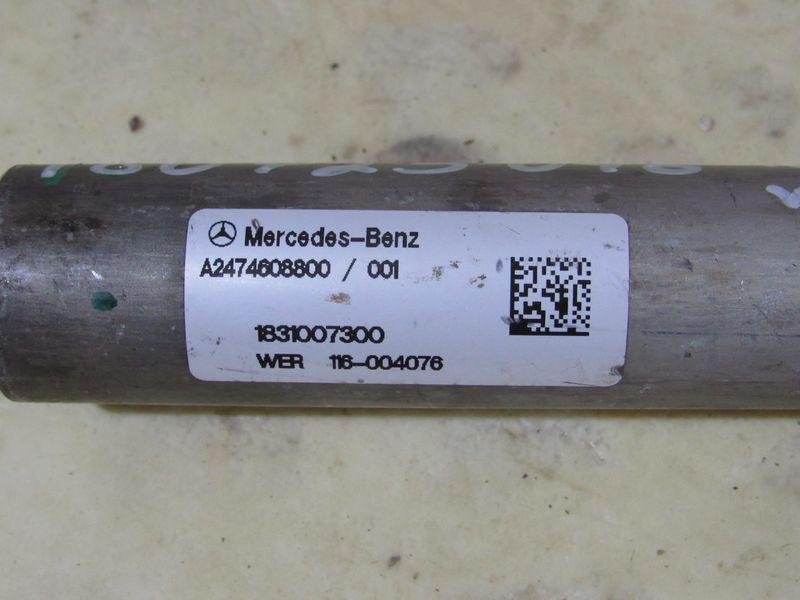 Mercedes-Benz
A2474608800 / 001
1831007300
WER 116-004076